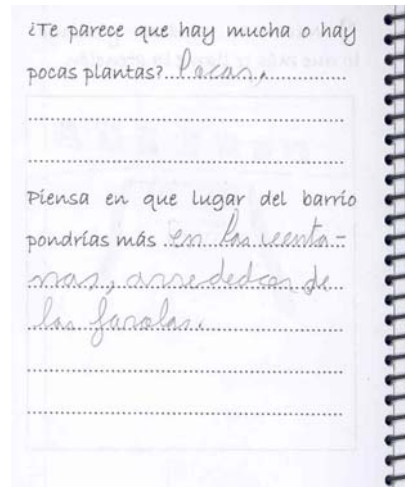 ¿Te parece que hay mucha o hay
pocas plantas? Pocas,
Piensa en que lugar del barrio
pondrías más en las venta-
nas, arrededor de
las farolas.